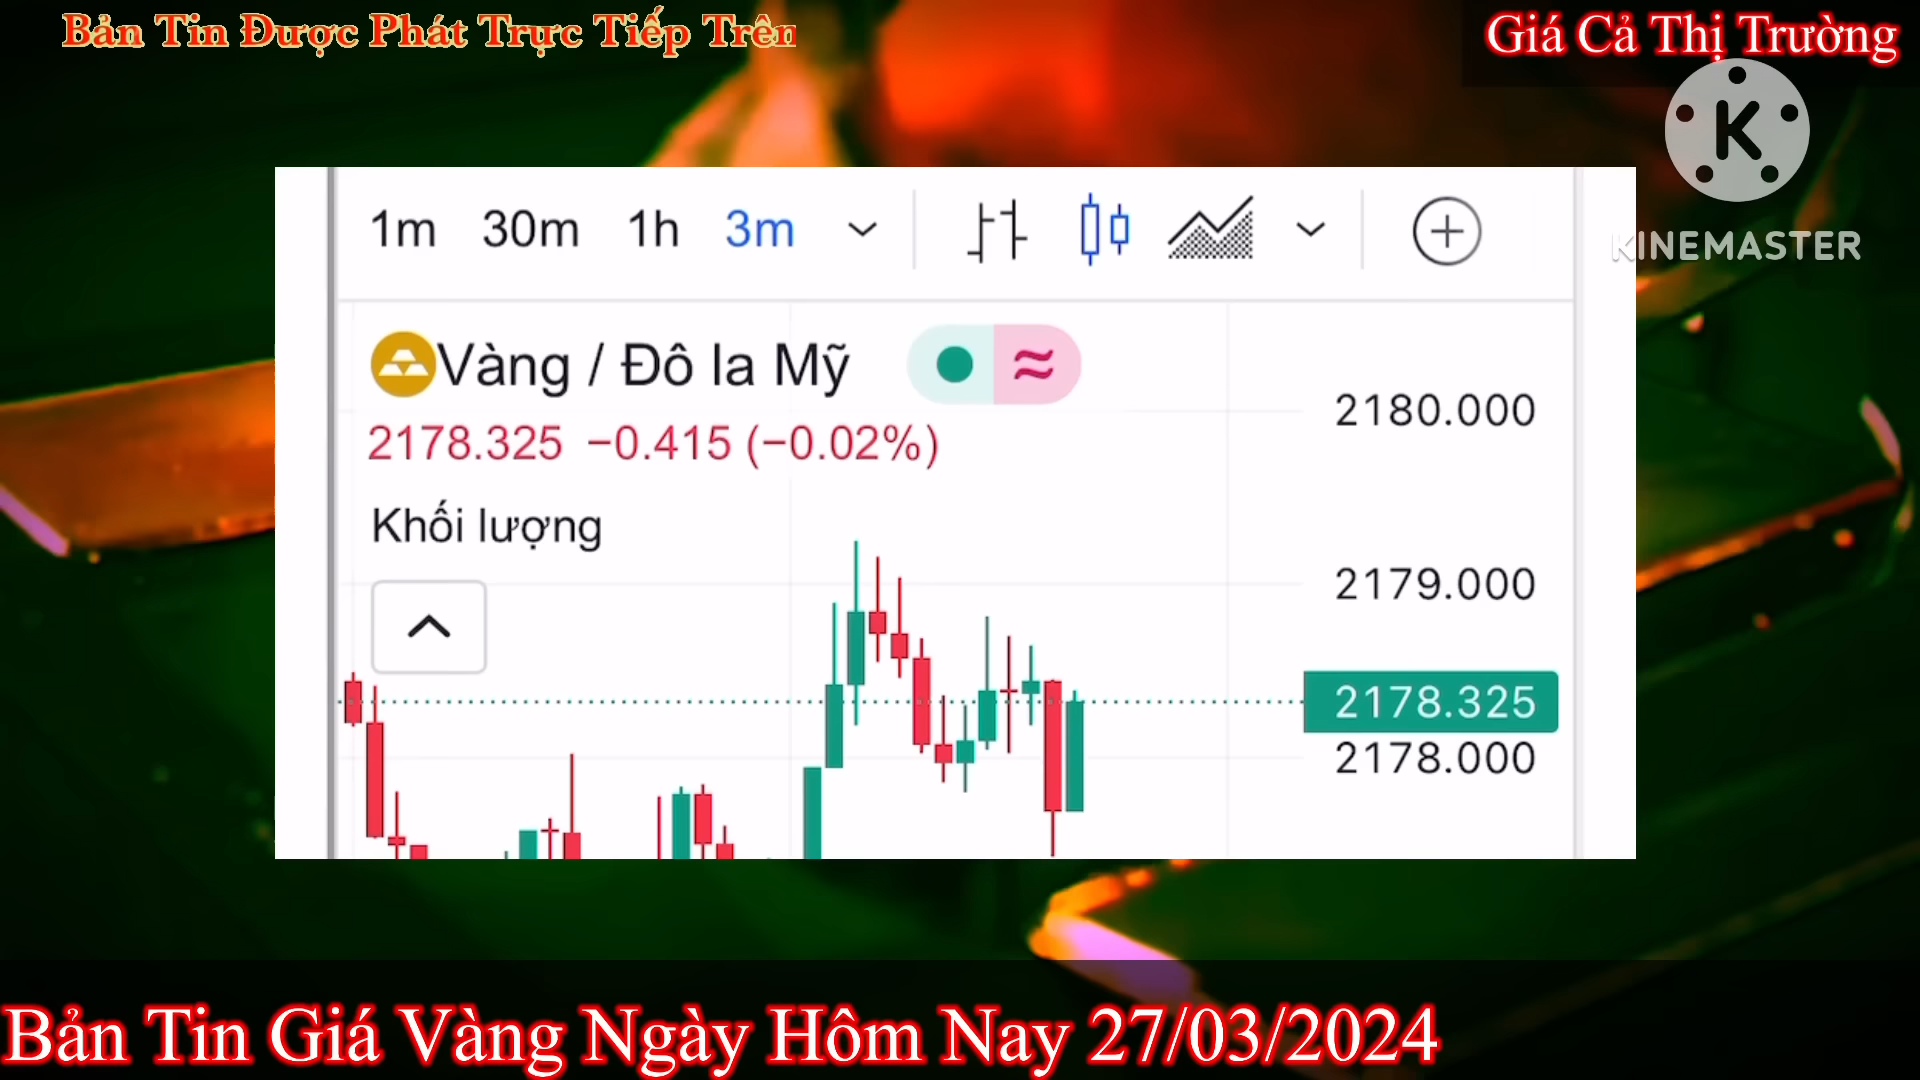 Bản Tin Được Phát Trực Tiếp Trên
Giá Cả Thị Trường
K
KINEMASTER
1m 30m 1h 3m
Vàng / Đô la Mỹ
2178.325 −0.415 (−0.02%)
Khối lượng
2180.000
2179.000
2178.325
2178.000
Bản Tin Giá Vàng Ngày Hôm Nay 27/03/2024